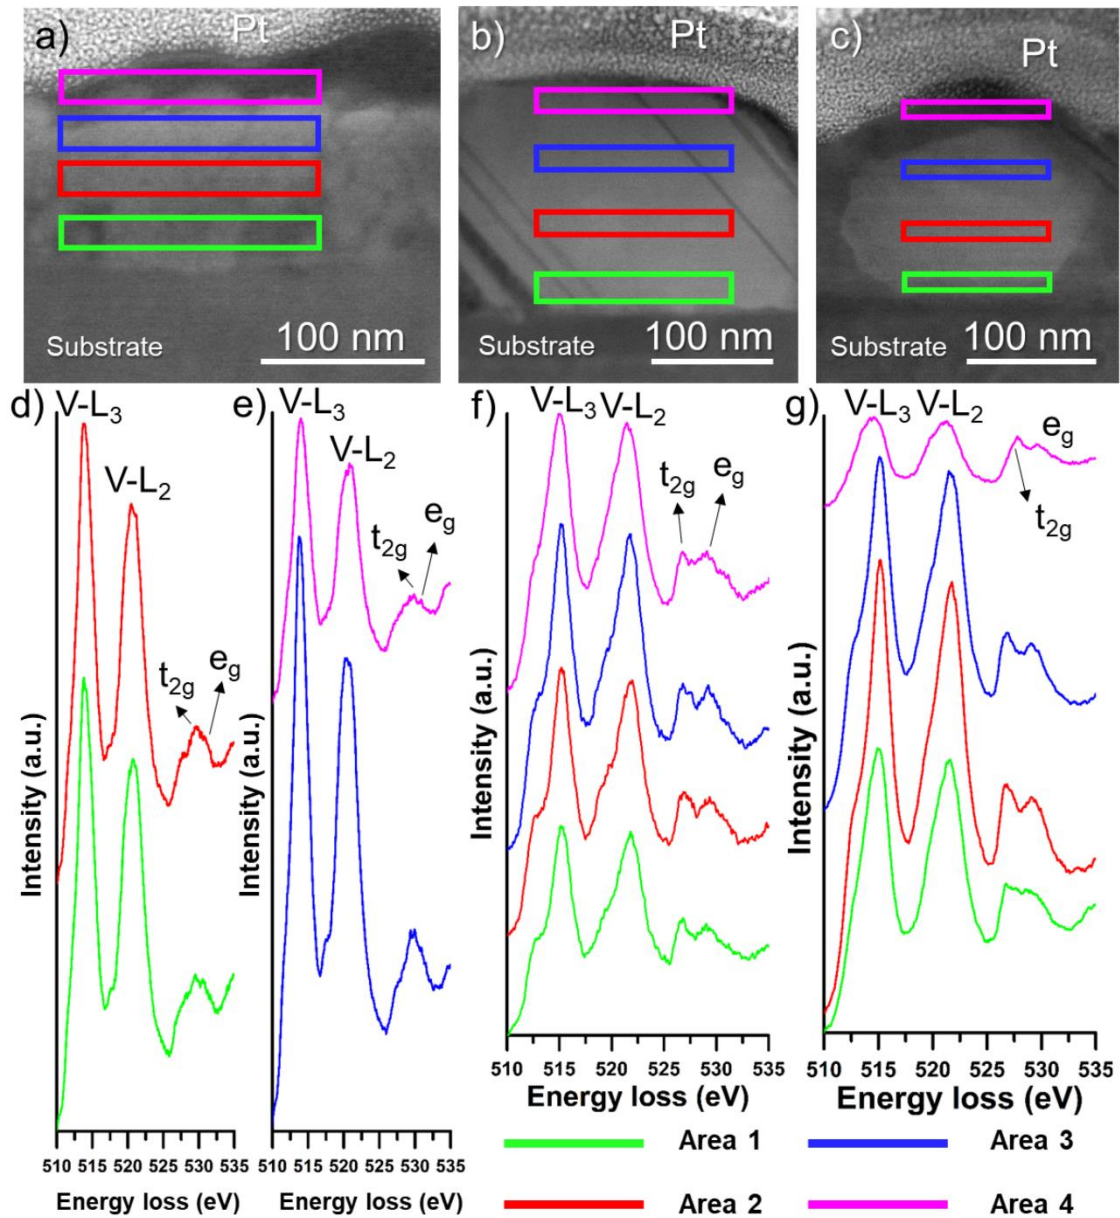 a)
Pt
Substrate
100 nm
b)
Pt
Substrate
100 nm
c)
Pt
Substrate
100 nm
d)
V-L3
V-L2
t2g
eg
Intensity (a.u.)
510 515 520 525 530 535
Energy loss (eV)
e)
V-L3
V-L2
t2g
eg
Intensity (a.u.)
510 515 520 525 530 535
Energy loss (eV)
f)
V-L3
V-L2
t2g
eg
Intensity (a.u.)
510 515 520 525 530 535
Energy loss (eV)
g)
V-L3
V-L2
eg
t2g
Intensity (a.u.)
510 515 520 525 530 535
Energy loss (eV)
Area 1
Area 3
Area 2
Area 4